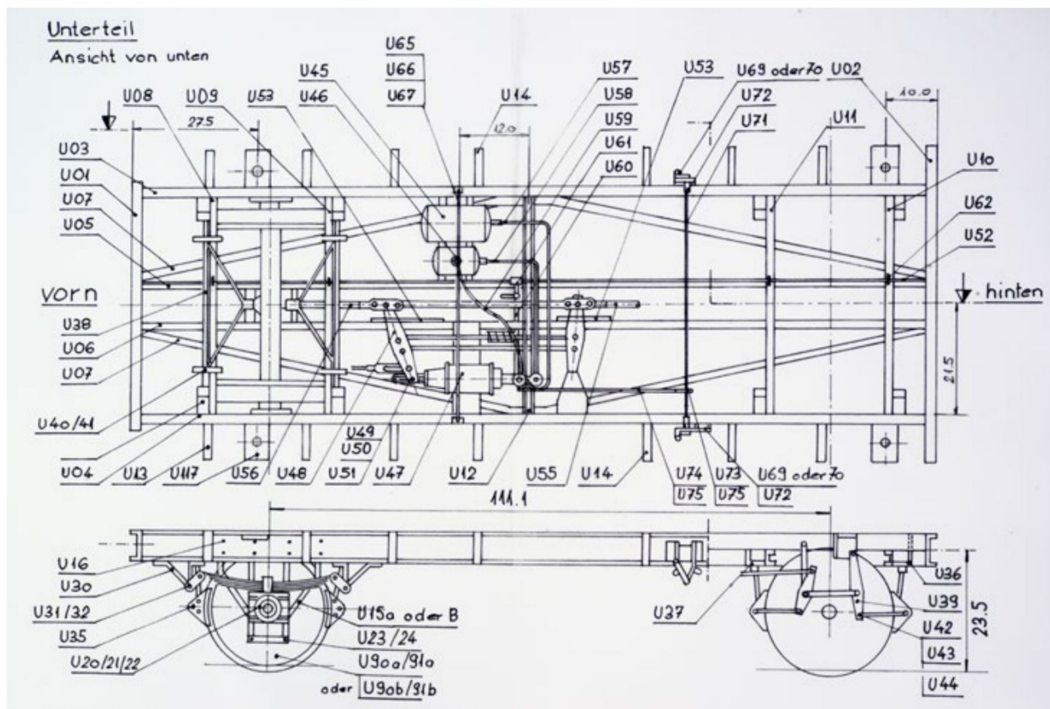 Unterteil
Ansicht von unten
U65
U66
U67
U45
U46
U57
U58
U59
U61
U60
U53
U69 oder 70
U72
U71
U02
U08
U09
U53
U14
U11
10.0
27.5
12.0
U03
U01
U07
U05
U10
U62
U52
vorn
hinten
U38
U06
U07
21.5
U40/41
U04
U13
U117
U56
U48
U49
U50
U51
U47
U12
U55
U14
U74
U75
U73
U75
U69 oder 70
U72
111.1
U16
U30
U31/32
U35
U20/21/22
U15a oder B
U23/24
U90a/91a
oder U90b/91b
U37
U36
U39
U42
U43
U44
23.5